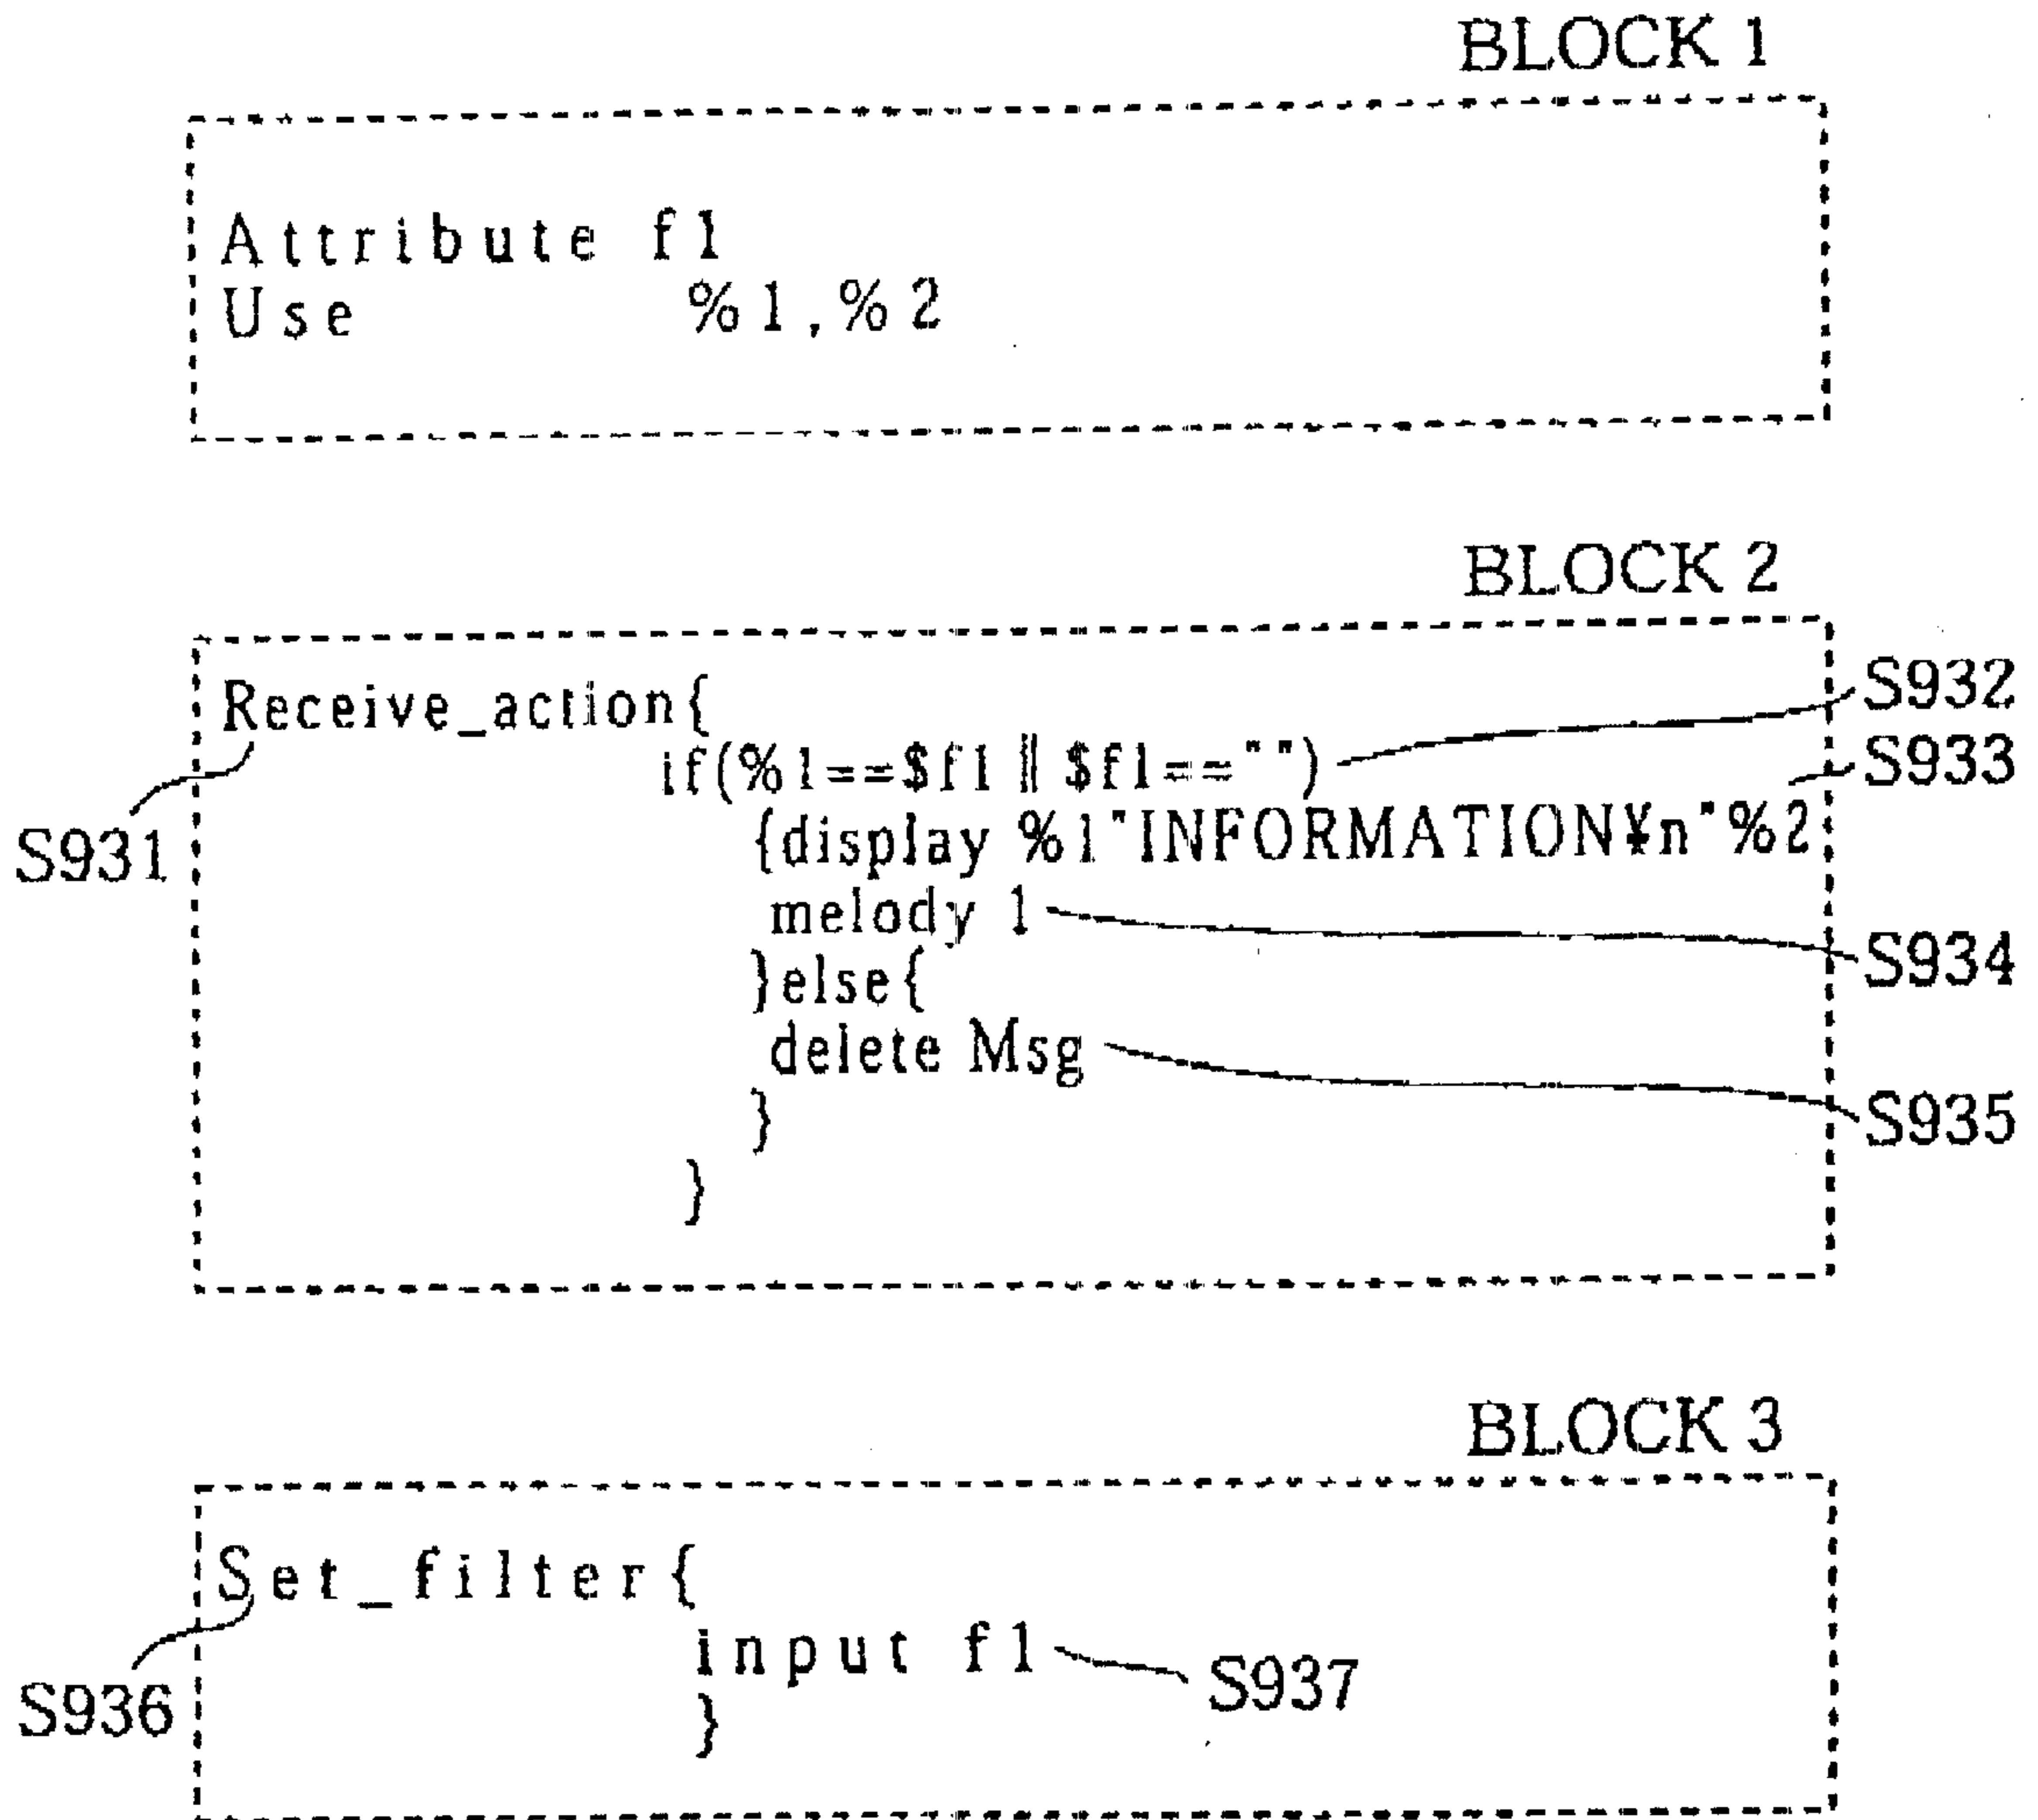 BLOCK 1
Attribute f1
Use %1,%2
BLOCK 2
Receive_action{
S932
if(%1==$f1 || $f1=="")
S933
S931
{display %1"INFORMATION¥n"%2
melody 1
S934
}else{
delete Msg
S935
}
}
BLOCK 3
Set_filter{
input f1
S937
S936
}